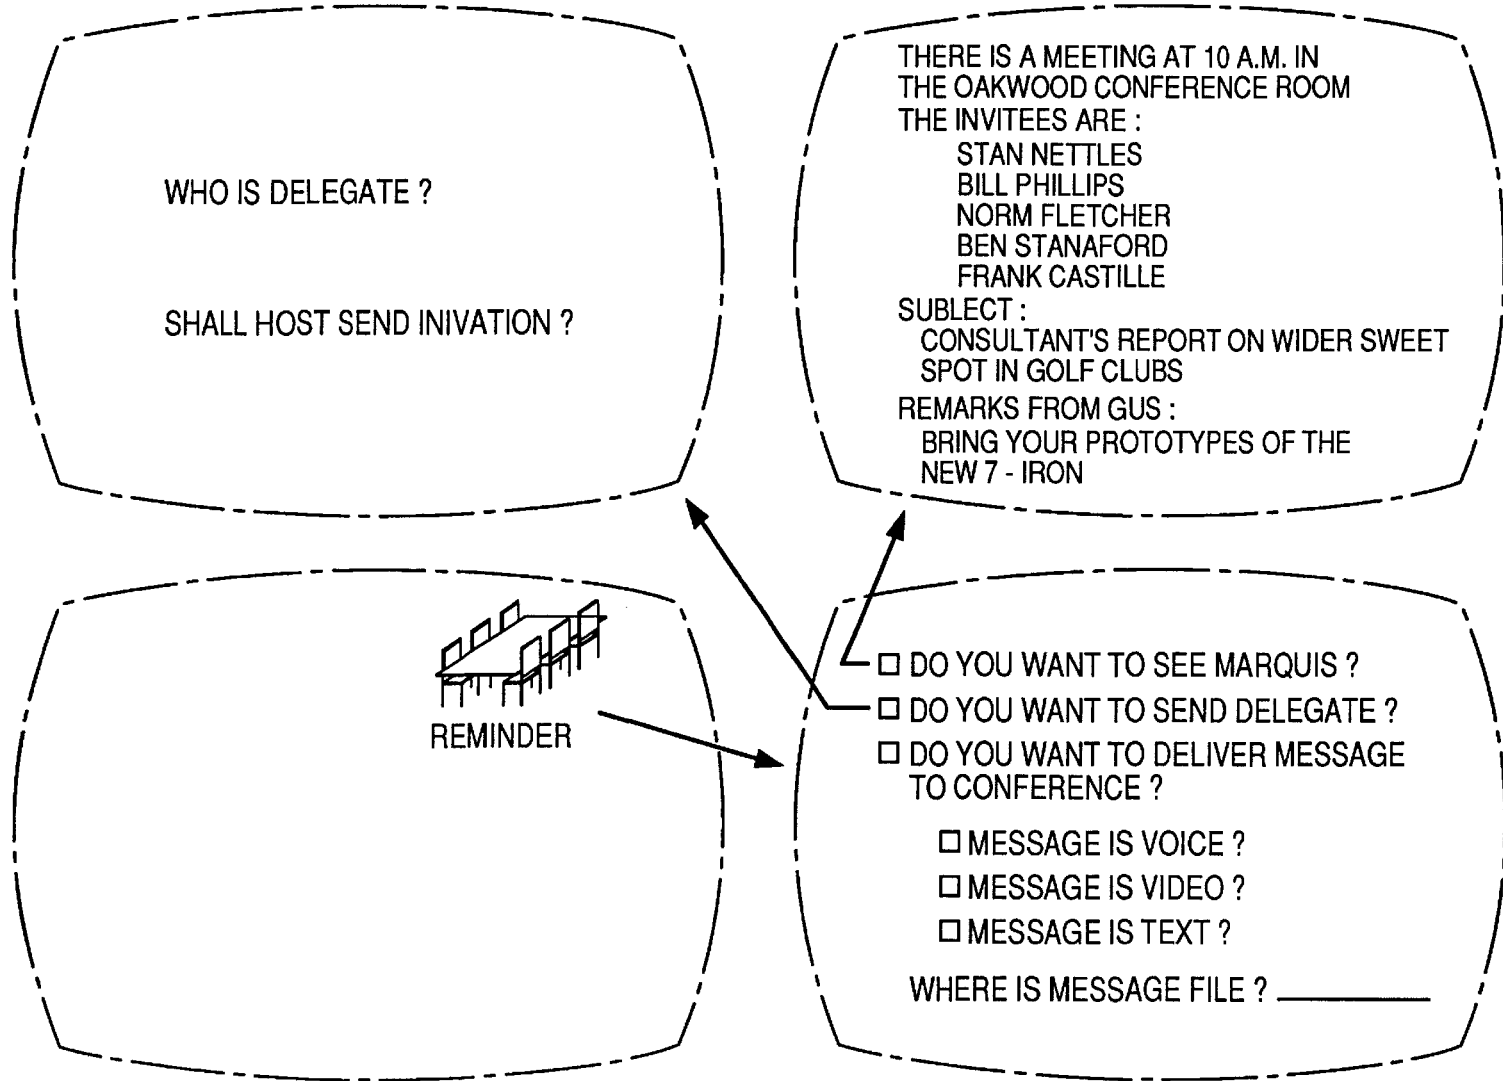 WHO IS DELEGATE ?
SHALL HOST SEND INIVATION ?
THERE IS A MEETING AT 10 A.M. IN
THE OAKWOOD CONFERENCE ROOM
THE INVITEES ARE :
STAN NETTLES
BILL PHILLIPS
NORM FLETCHER
BEN STANAFORD
FRANK CASTILLE
SUBLECT :
CONSULTANT'S REPORT ON WIDER SWEET
SPOT IN GOLF CLUBS
REMARKS FROM GUS :
BRING YOUR PROTOTYPES OF THE
NEW 7 - IRON
REMINDER
DO YOU WANT TO SEE MARQUIS ?
DO YOU WANT TO SEND DELEGATE ?
DO YOU WANT TO DELIVER MESSAGE
TO CONFERENCE ?
MESSAGE IS VOICE ?
MESSAGE IS VIDEO ?
MESSAGE IS TEXT ?
WHERE IS MESSAGE FILE ?